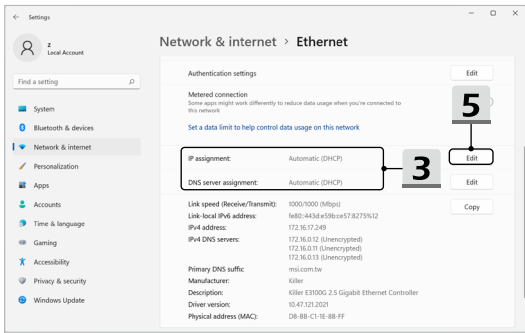 Settings
z
Local Account
Find a setting
System
Bluetooth & devices
Network & internet
Personalization
Apps
Accounts
Time & language
Gaming
Accessibility
Privacy & security
Windows Update
Network & internet > Ethernet
Authentication settings Edit
Metered connection
Some apps might work differently to reduce data usage when you're connected to
this network
5
Set a data limit to help control data usage on this network
IP assignment: Automatic (DHCP) Edit
3
DNS server assignment: Automatic (DHCP) Edit
Link speed (Receive/Transmit): 1000/1000 (Mbps) Copy
Link-local IPv6 address: fe80::443d:e59b:ce57:8275%12
IPv4 address: 172.16.17.249
IPv4 DNS servers: 172.16.0.12 (Unencrypted)
172.16.0.11 (Unencrypted)
172.16.0.13 (Unencrypted)
Primary DNS suffix: msi.com.tw
Manufacturer: Killer
Description: Killer E3100G 2.5 Gigabit Ethernet Controller
Driver version: 10.47.121.2021
Physical address (MAC): D8-BB-C1-1E-8B-FF